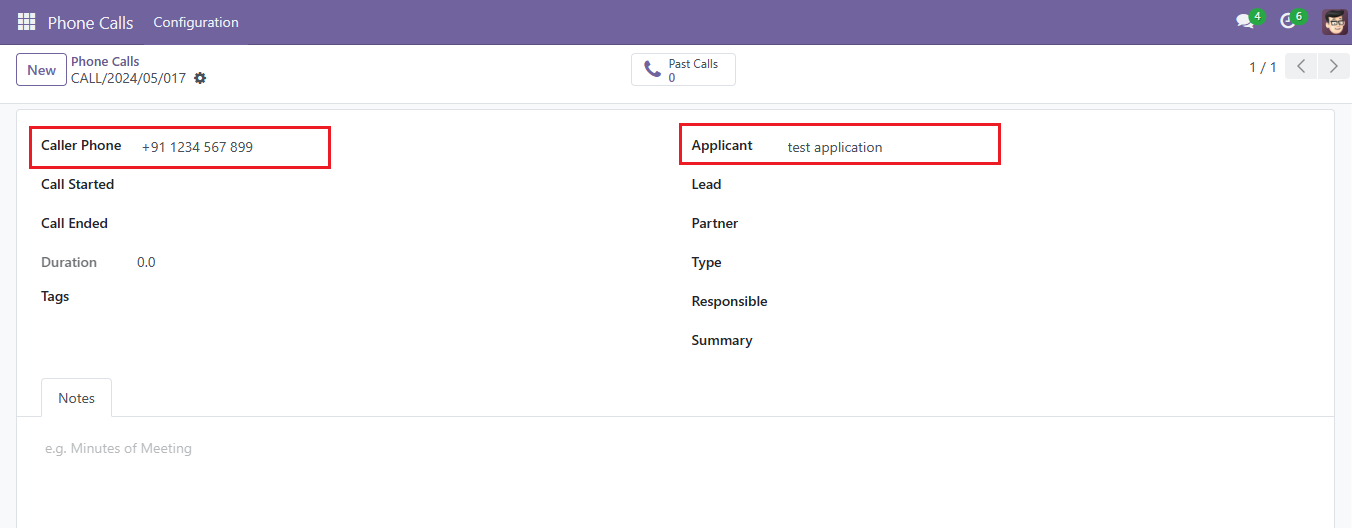 Phone Calls Configuration 4 6
New Phone Calls Past Calls
CALL/2024/05/017 0 1 / 1
Caller Phone +91 1234 567 899 Applicant test application
Call Started Lead
Call Ended Partner
Duration 0.0 Type
Tags Responsible
Summary
Notes
e.g. Minutes of Meeting